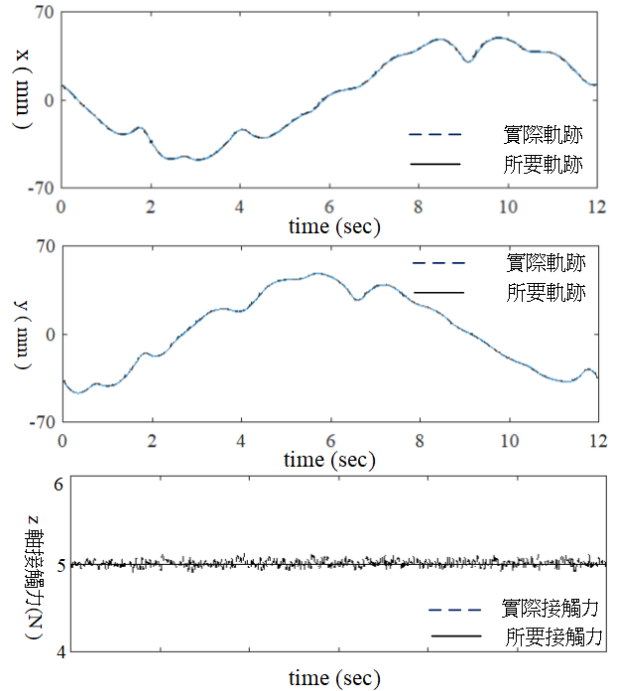 70
x ( mm )
0
-70
實際軌跡
所要軌跡
0 2 4 6 8 10 12
time (sec)
70
y ( mm )
0
-70
實際軌跡
所要軌跡
0 2 4 6 8 10 12
time (sec)
6
z 軸接觸力(N)
5
4
實際接觸力
所要接觸力
time (sec)